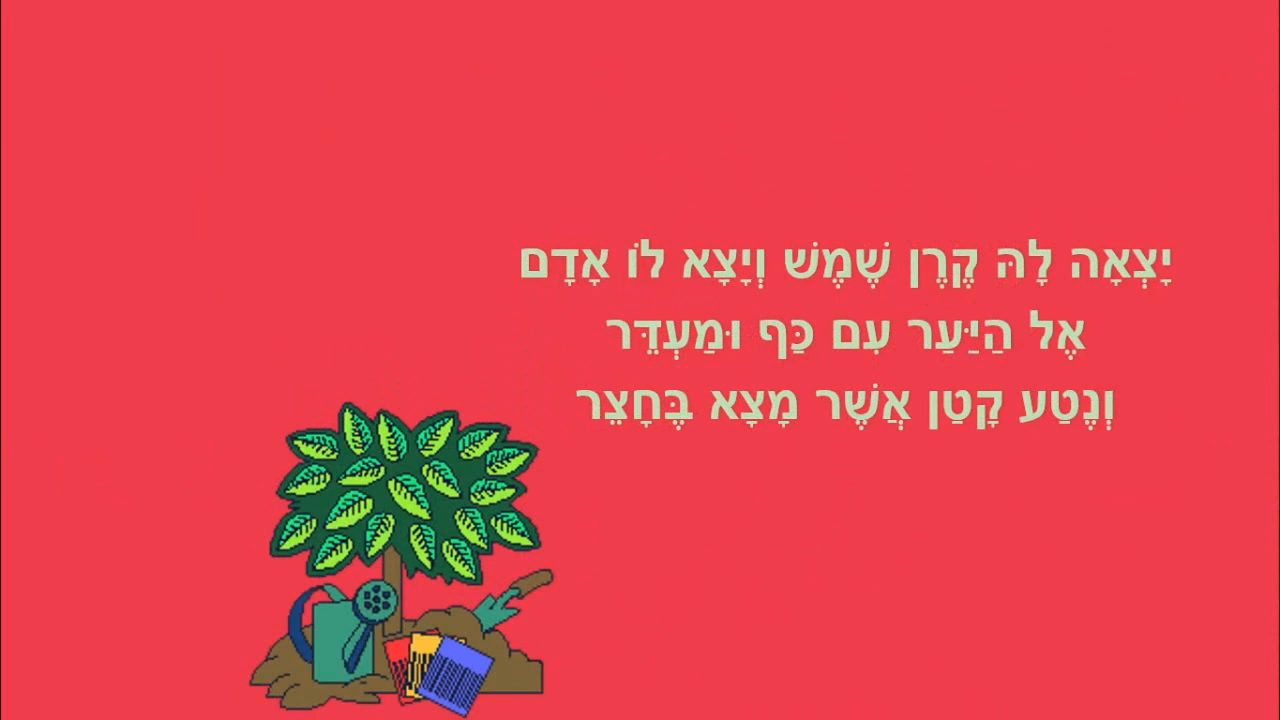 יָצְאָה לָהּ קֶרֶן שֶׁמֶשׁ וְיָצָא לוֹ אָדָם
אֶל הַיַּעַר עִם כַּף וּמַעְדֵּר
וְנֶטַע קָטַן אֲשֶׁר מָצָא בֶּחָצֵר